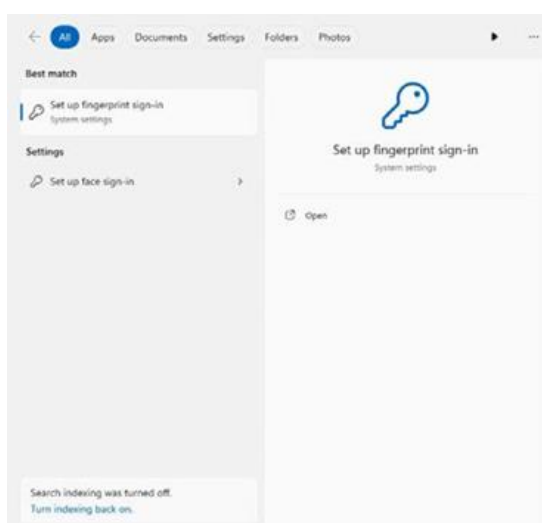 All Apps Documents Settings Folders Photos
Best match
Set up fingerprint sign-in
System settings
Settings
Set up face sign-in
Set up fingerprint sign-in
System settings
Open
Search indexing was turned off.
Turn indexing back on.